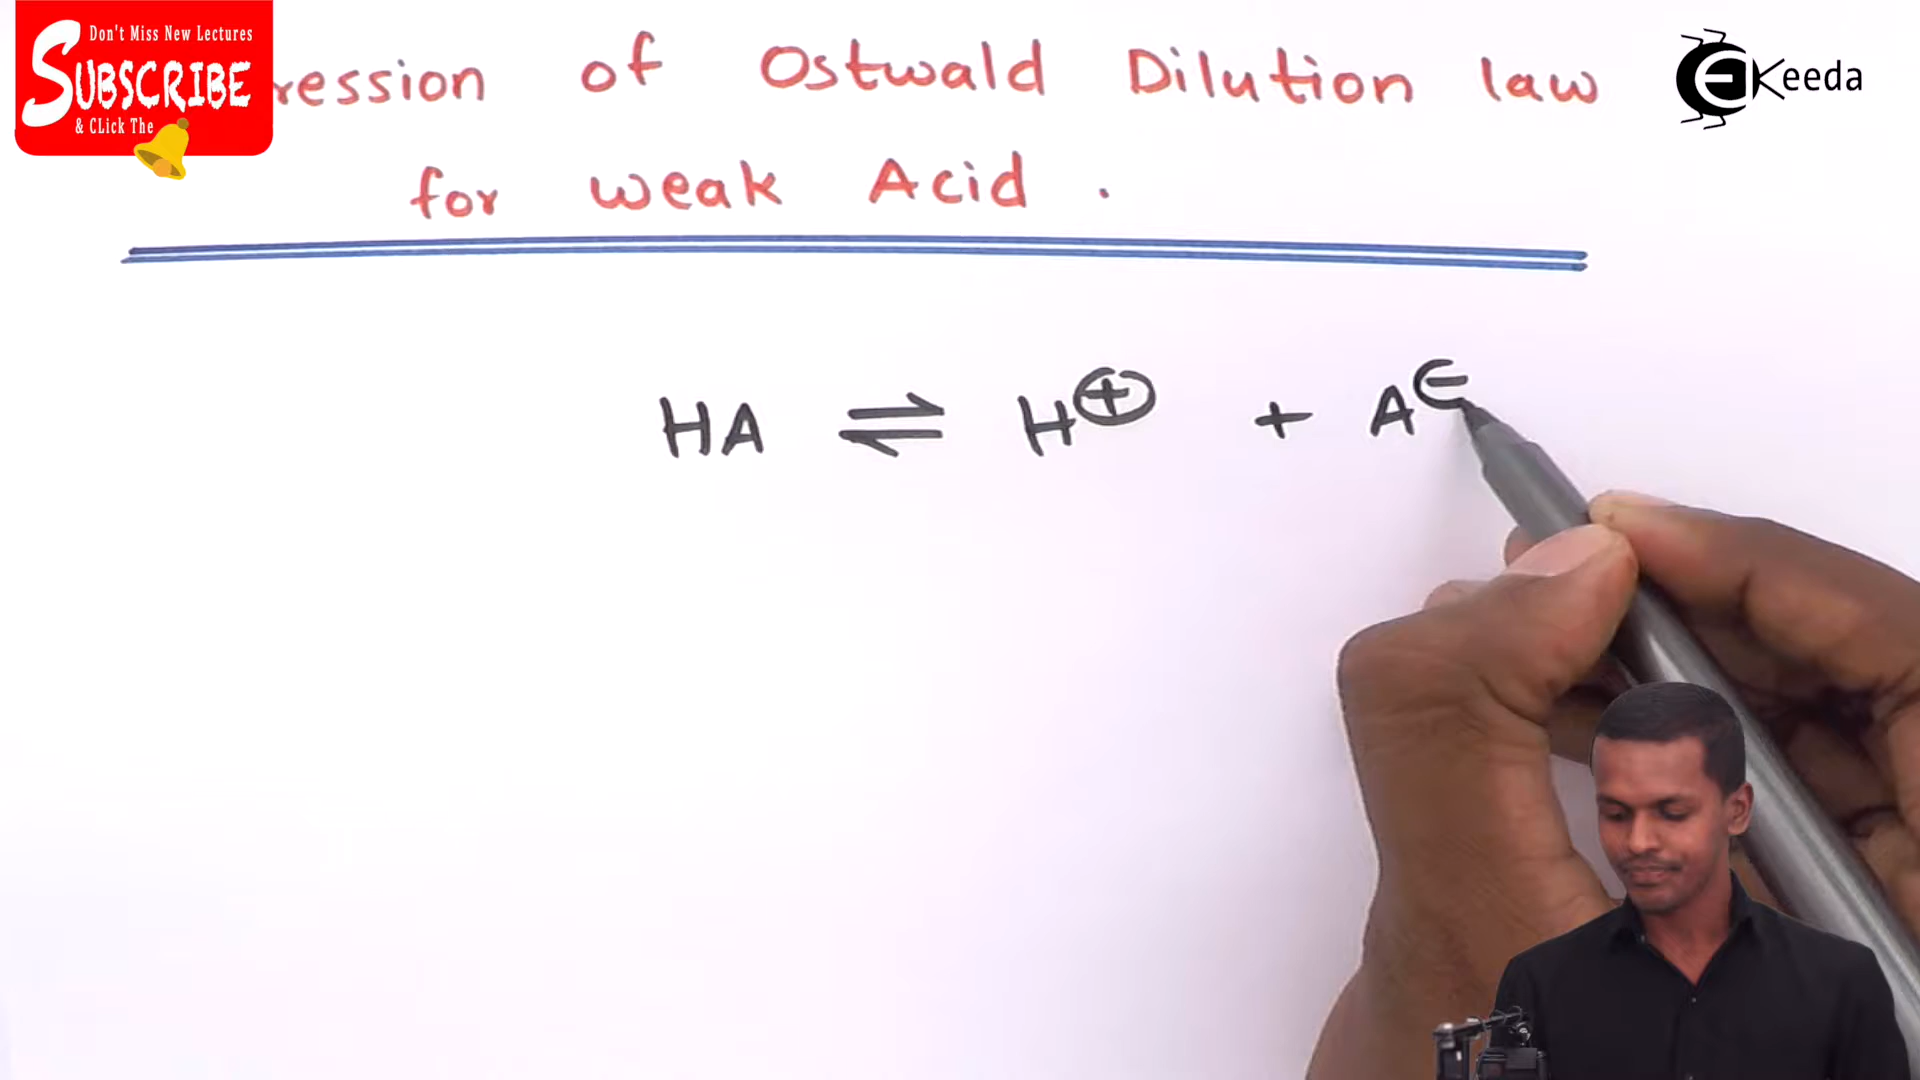 Don't Miss New Lectures
SUBSCRIBE
& CLick The
ression of Ostwald Dilution law
for weak Acid .
Keeda
HA ⇌ H⊕ + A⊖